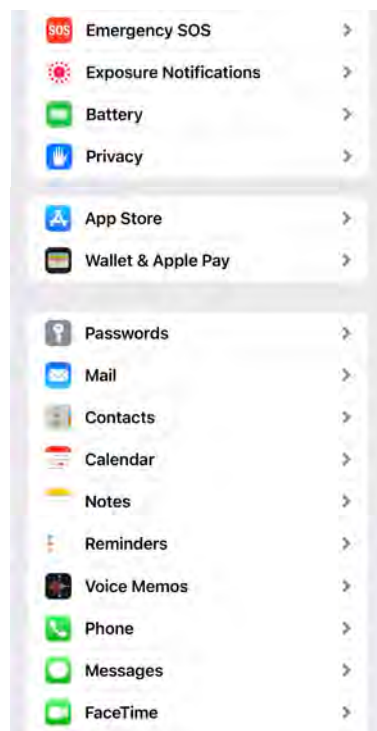 SOS Emergency SOS
Exposure Notifications
Battery
Privacy
App Store
Wallet & Apple Pay
Passwords
Mail
Contacts
Calendar
Notes
Reminders
Voice Memos
Phone
Messages
FaceTime